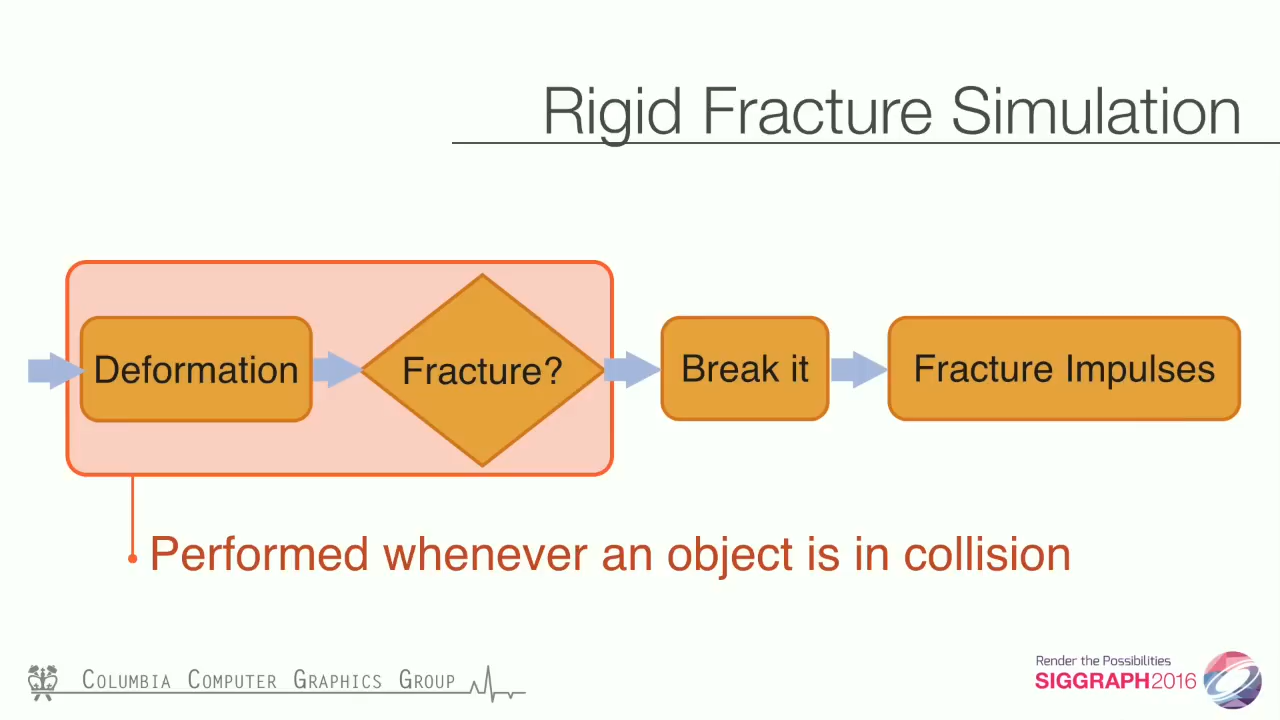 Rigid Fracture Simulation
Deformation
Fracture?
Break it
Fracture Impulses
Performed whenever an object is in collision
COLUMBIA COMPUTER GRAPHICS GROUP
Render the Possibilities
SIGGRAPH2016